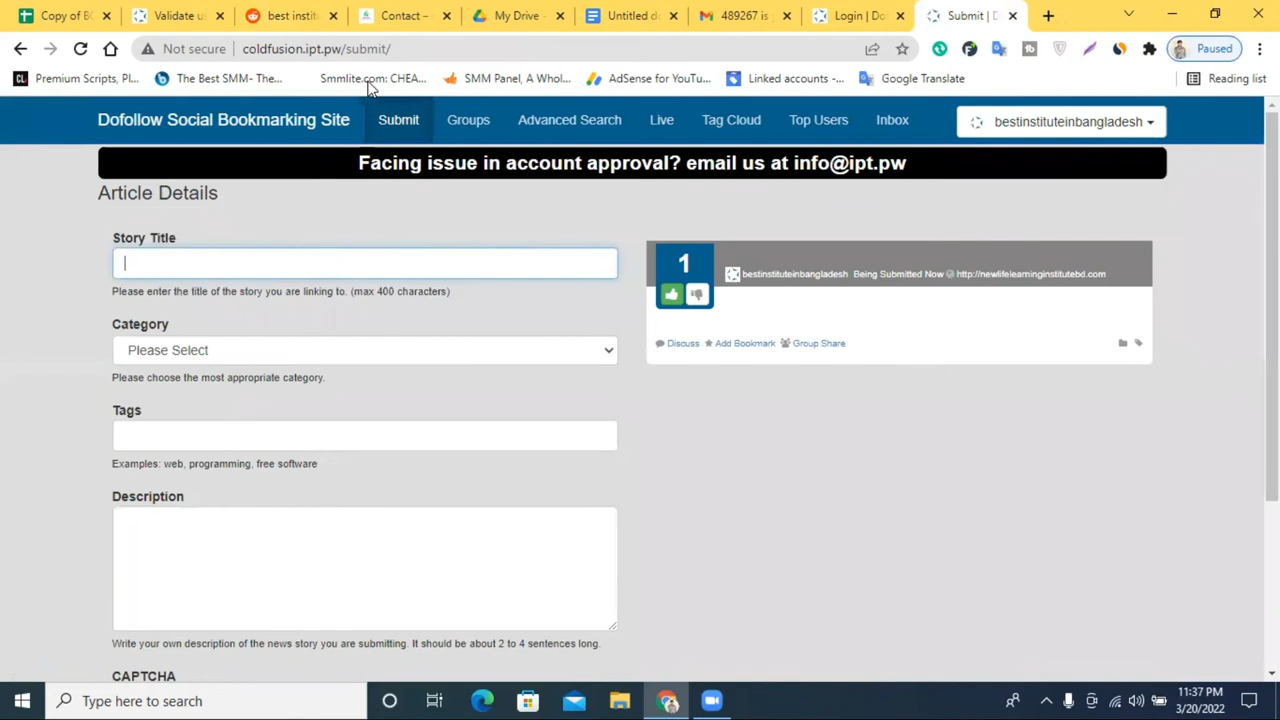 Copy of BC
Validate us
best instit
Contact –
My Drive -
Untitled do
489267 is y
Login | Do
Submit | D
Not secure
coldfusion.ipt.pw/submit/
Paused
CL Premium Scripts, Pl...
The Best SMM- The...
Smmlite.com: CHEA...
SMM Panel, A Whol...
AdSense for YouTu...
Linked accounts -...
Google Translate
Reading list
Dofollow Social Bookmarking Site
Submit
Groups
Advanced Search
Live
Tag Cloud
Top Users
Inbox
bestinstituteinbangladesh
Facing issue in account approval? email us at info@ipt.pw
Article Details
Story Title
Please enter the title of the story you are linking to. (max 400 characters)
1
bestinstituteinbangladesh Being Submitted Now http://newlifelearninginstitutebd.com
Discuss Add Bookmark Group Share
Category
Please Select
Please choose the most appropriate category.
Tags
Examples: web, programming, free software
Description
Write your own description of the news story you are submitting. It should be about 2 to 4 sentences long.
CAPTCHA
Type here to search
11:37 PM
3/20/2022